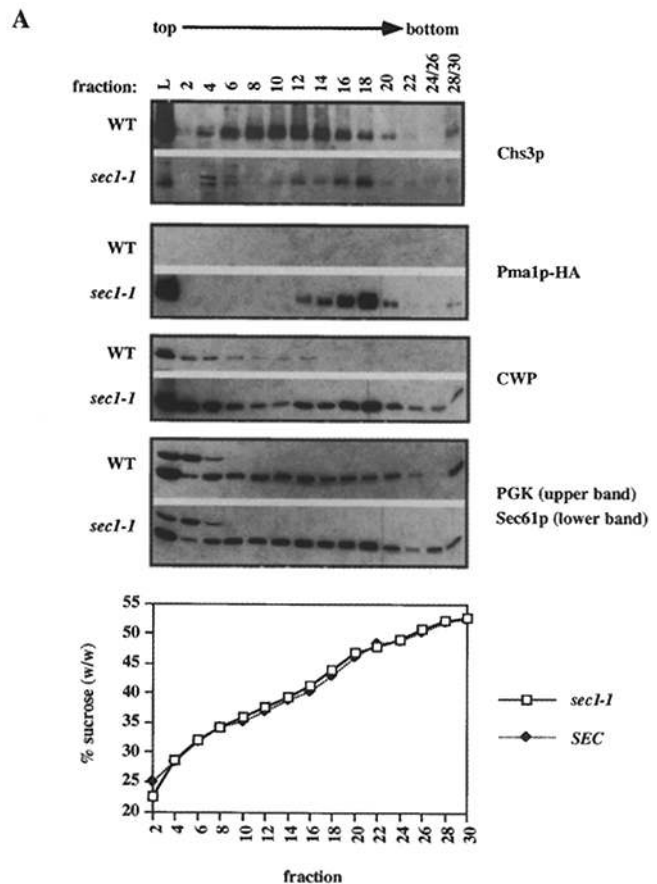 A
top bottom
fraction: L 2 4 6 8 10 12 14 16 18 20 22 24/26 28/30
WT
sec1-1
Chs3p
WT
sec1-1
Pma1p-HA
WT
sec1-1
CWP
WT
sec1-1
PGK (upper band)
Sec61p (lower band)
% sucrose (w/w)
55
50
45
40
35
30
25
20
2 4 6 8 10 12 14 16 18 20 22 24 26 28 30
fraction
sec1-1
SEC